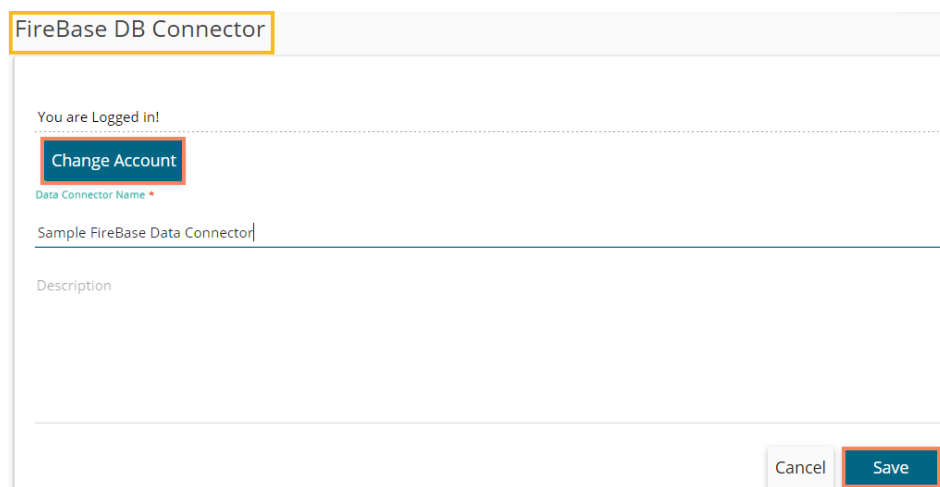 FireBase DB Connector
You are Logged in!
Change Account
Data Connector Name *
Sample FireBase Data Connector
Description
Cancel Save